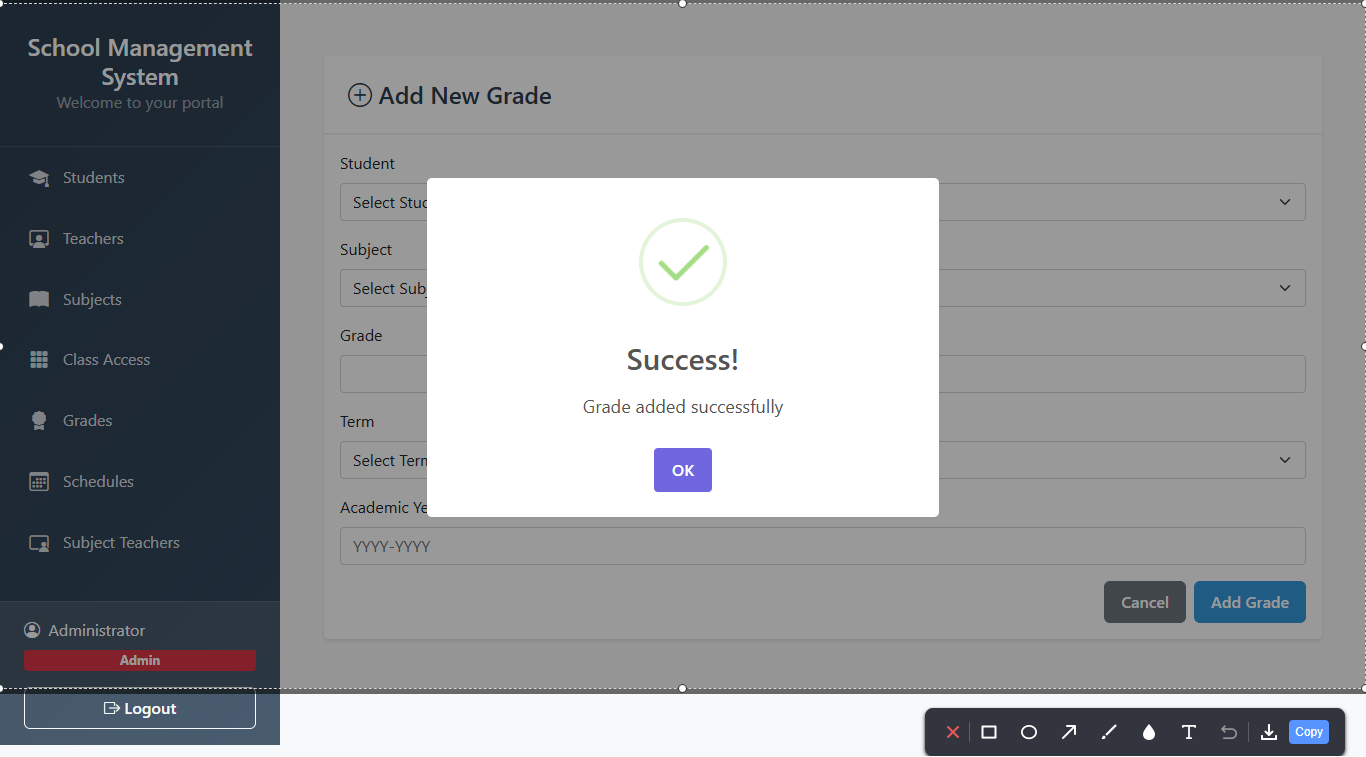 School Management
System
Welcome to your portal
Students
Teachers
Subjects
Class Access
Grades
Schedules
Subject Teachers
Administrator
Admin
Logout
Add New Grade
Student
Select Stu
Subject
Select Sub
Grade
Term
Select Term
Academic Ye
YYYY-YYYY
Cancel Add Grade
Success!
Grade added successfully
OK
T
Copy